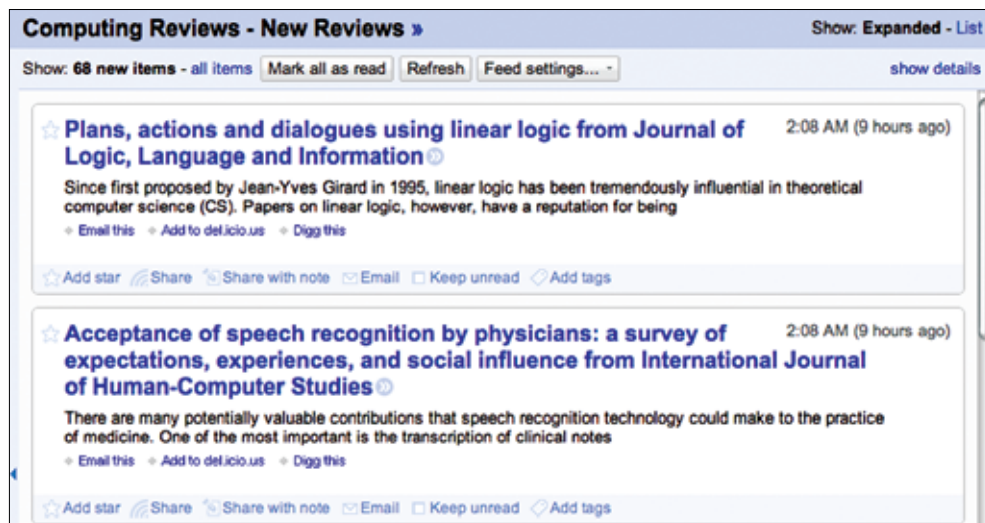 Computing Reviews - New Reviews »
Show: Expanded - List
Show: 68 new items - all items Mark all as read Refresh Feed settings...
show details
Plans, actions and dialogues using linear logic from Journal of
Logic, Language and Information »
2:08 AM (9 hours ago)
Since first proposed by Jean-Yves Girard in 1995, linear logic has been tremendously influential in theoretical
computer science (CS). Papers on linear logic, however, have a reputation for being
Email this Add to del.icio.us Digg this
Add star Share Share with note Email Keep unread Add tags
Acceptance of speech recognition by physicians: a survey of
expectations, experiences, and social influence from International Journal
of Human-Computer Studies »
2:08 AM (9 hours ago)
There are many potentially valuable contributions that speech recognition technology could make to the practice
of medicine. One of the most important is the transcription of clinical notes
Email this Add to del.icio.us Digg this
Add star Share Share with note Email Keep unread Add tags